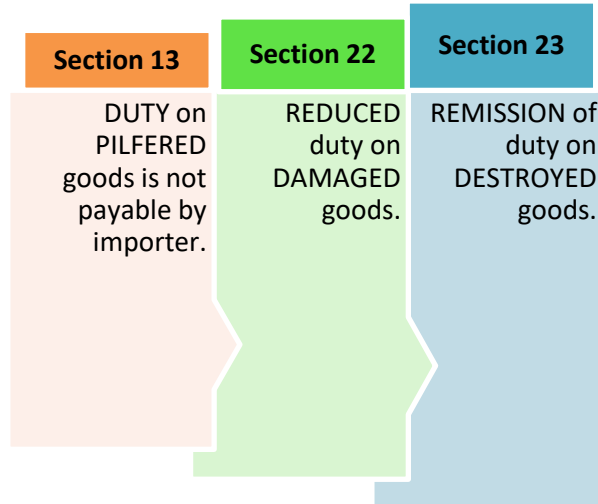 Section 13
DUTY on
PILFERED
goods is not
payable by
importer.
Section 22
REDUCED
duty on
DAMAGED
goods.
Section 23
REMISSION of
duty on
DESTROYED
goods.